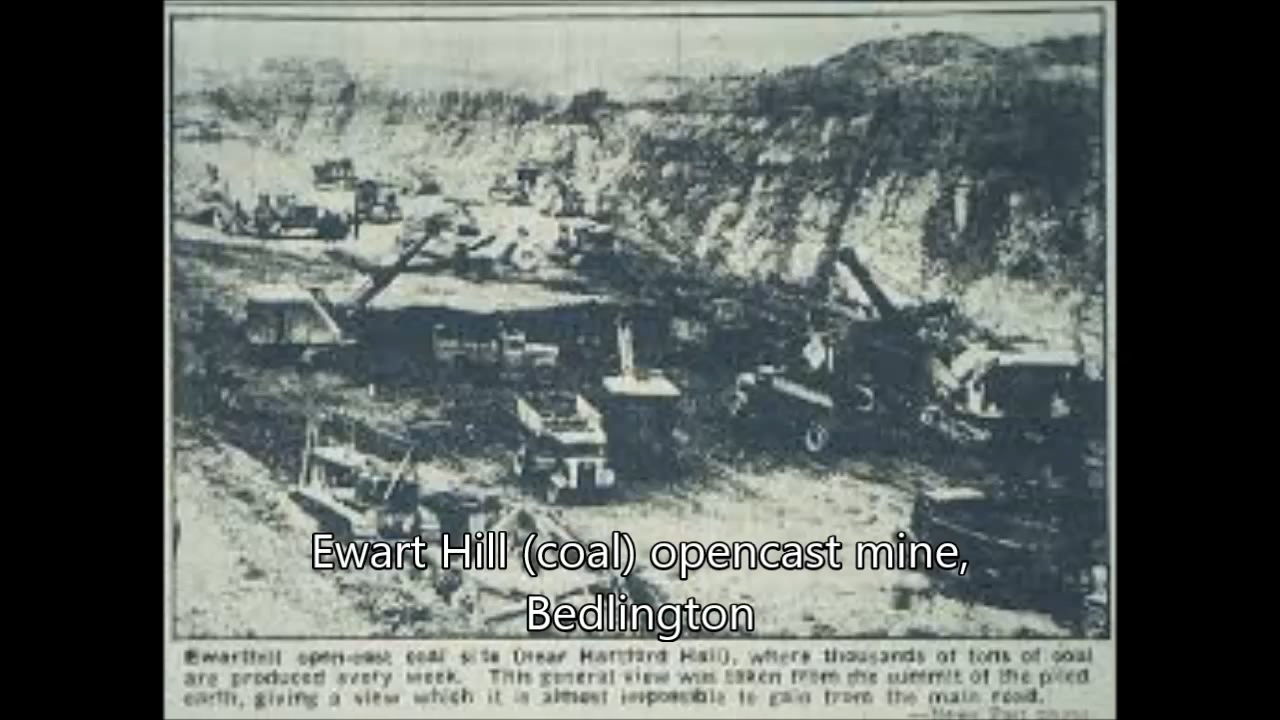 Ewart Hill (coal) opencast mine,
Bedlington
open-cast coal site (near Hartford Hall), where thousands of tons of coal
are produced every week. This general view was taken from the summit of the piled
earth, giving a view which it is almost impossible to gain from the main road.